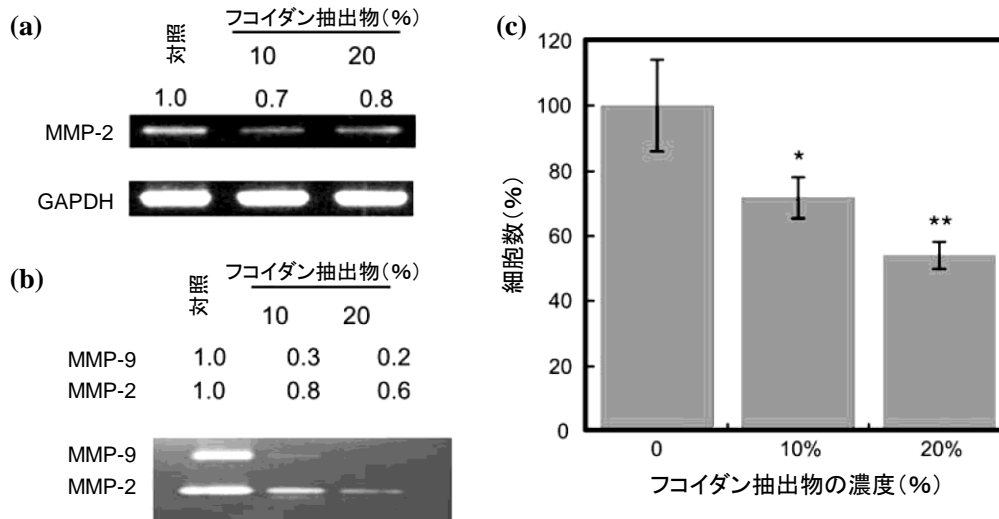 (a)
対照
フコイダン抽出物(%)
10 20
1.0 0.7 0.8
MMP-2
GAPDH
(b)
対照
フコイダン抽出物(%)
10 20
MMP-9 1.0 0.3 0.2
MMP-2 1.0 0.8 0.6
MMP-9
MMP-2
(c)
120
100
80
60
40
20
0
細胞数(%)
*
**
0 10% 20%
フコイダン抽出物の濃度(%)